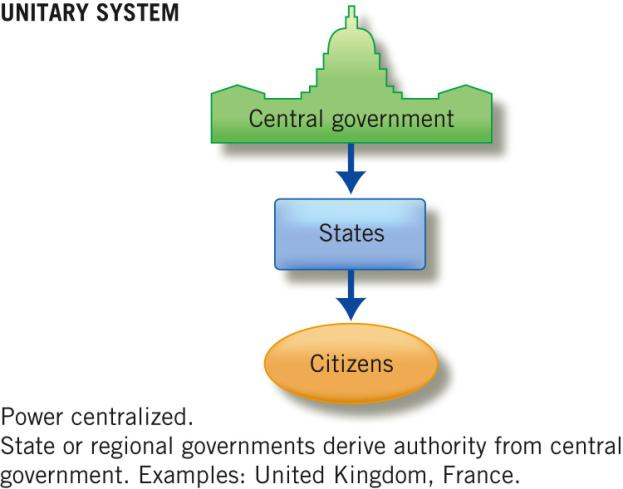 UNITARY SYSTEM
Central government
States
Citizens
Power centralized.
State or regional governments derive authority from central
government. Examples: United Kingdom, France.